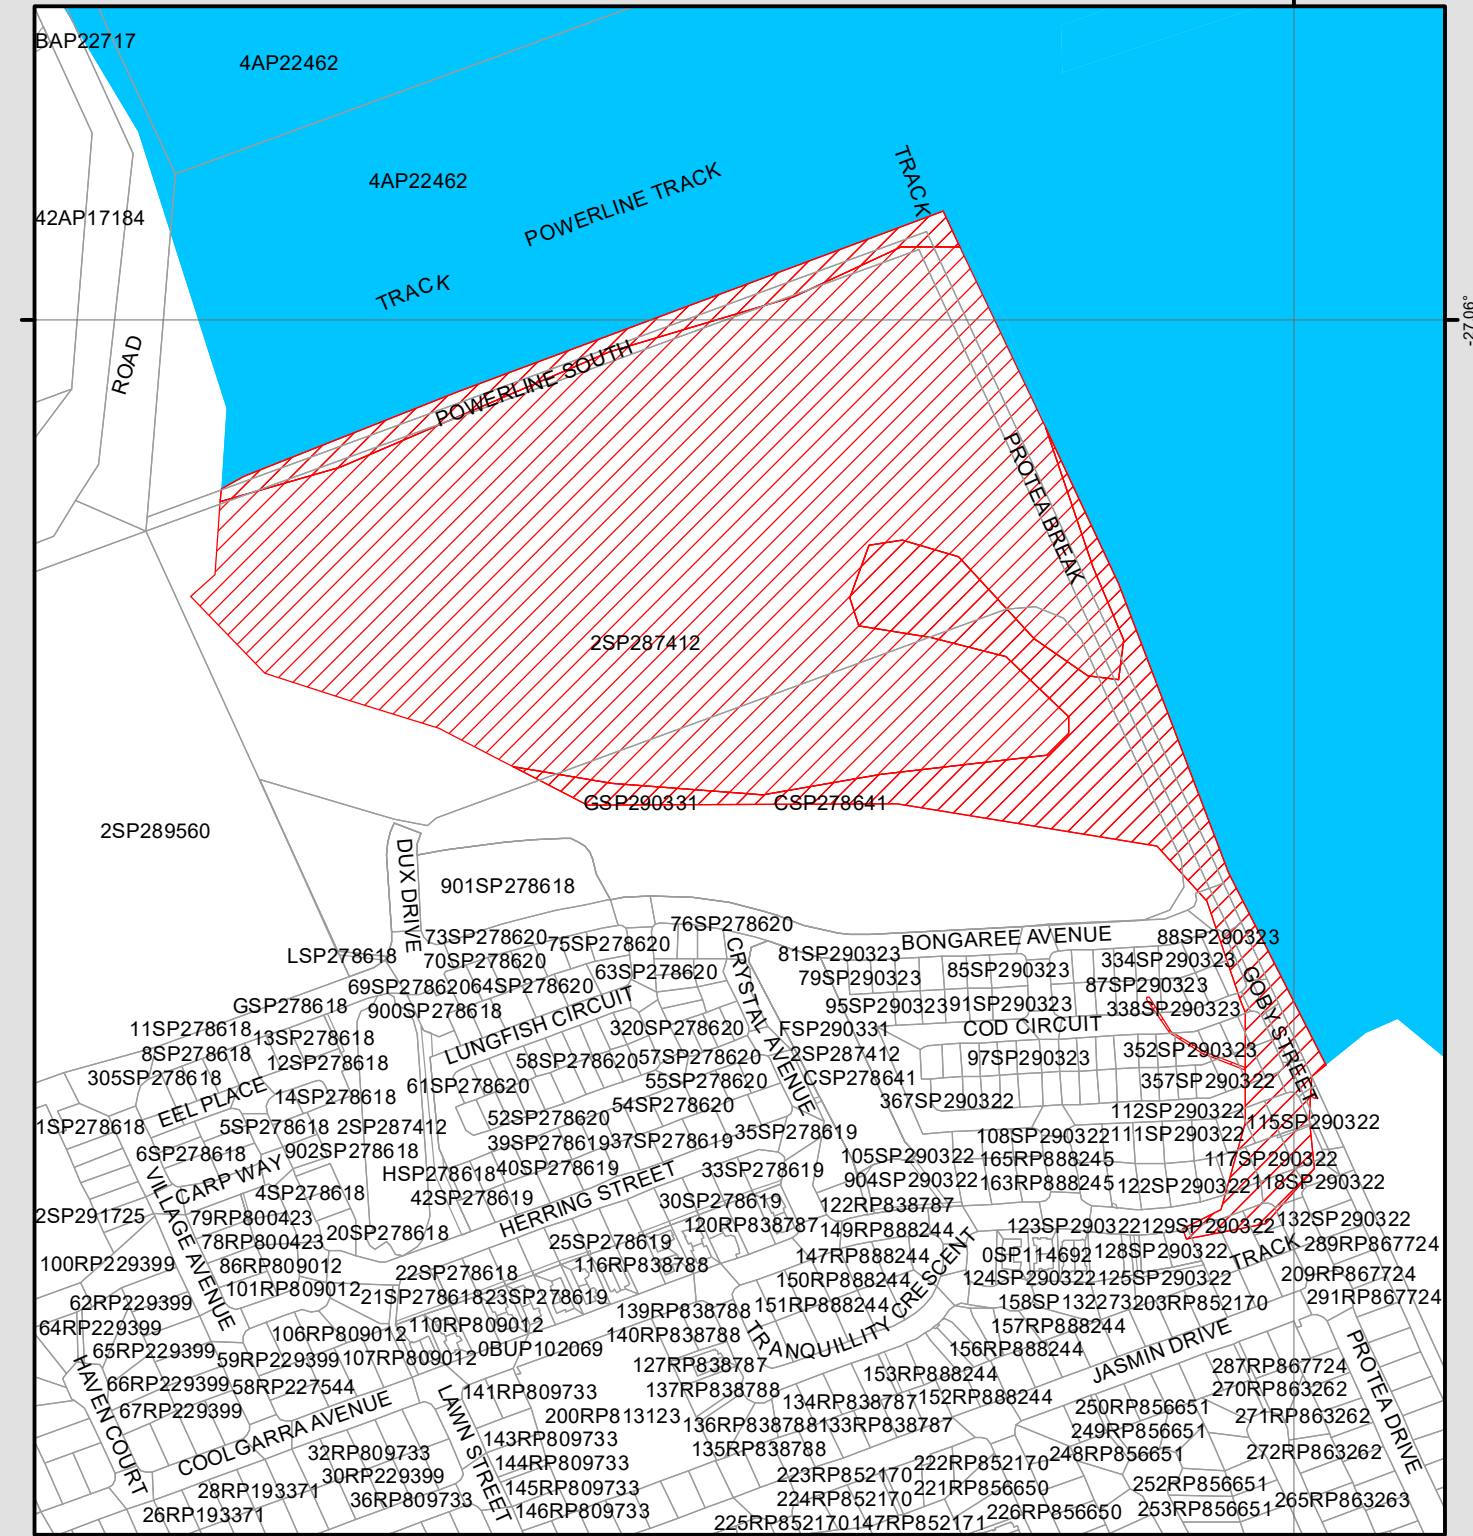 BAP22717
4AP22462
4AP22462
POWERLINE TRACK
TRACK
42AP17184
TRACK
-27.06°
ROAD
POWERLINE SOUTH
PROTEA BREAK
2SP287412
GSP290331
CSP278641
2SP289560
DUX DRIVE
901SP278618
76SP278620
73SP278620
75SP278620
BONGAREE AVENUE
88SP290323
LSP278618
70SP278620
81SP290323
334SP290323
63SP278620
79SP290323
85SP290323
87SP290323
69SP278620
64SP278620
CRYSTAL AVENUE
GOBY STREET
GSP278618
900SP278618
95SP290323
91SP290323
338SP290323
11SP278618
13SP278618
LUNGFISH CIRCUIT
320SP278620
FSP290331
COD CIRCUIT
8SP278618
12SP278618
58SP278620
57SP278620
2SP287412
97SP290323
352SP290323
305SP278618
61SP278620
55SP278620
CSP278641
357SP290322
EEL PLACE
14SP278618
54SP278620
367SP290322
112SP290322
1SP278618
5SP278618
2SP287412
52SP278620
35SP278619
108SP290322
111SP290322
115SP290322
6SP278618
902SP278618
39SP278619
37SP278619
105SP290322
165RP888245
117SP290322
CARP WAY
HSP278618
40SP278619
33SP278619
904SP290322
163RP888245
122SP290322
118SP290322
VILLAGE AVENUE
4SP278618
42SP278619
HERRING STREET
30SP278619
122RP838787
2SP291725
79RP800423
20SP278618
120RP838787
149RP888244
123SP290322
129SP290322
132SP290322
78RP800423
25SP278619
147RP888244
0SP114692
128SP290322
TRACK
289RP867724
100RP229399
86RP809012
22SP278618
116RP838788
150RP888244
124SP290322
125SP290322
209RP867724
101RP809012
21SP278618
23SP278619
151RP888244
158SP132273
203RP852170
291RP867724
62RP229399
139RP838788
TRANQUILLITY CRESCENT
64RP229399
106RP809012
110RP809012
140RP838788
157RP888244
65RP229399
59RP229399
107RP809012
0BUP102069
156RP888244
JASMIN DRIVE
PROTEA DRIVE
HAVEN COURT
66RP229399
58RP227544
127RP838787
153RP888244
287RP867724
67RP229399
141RP809733
137RP838788
134RP838787
152RP888244
270RP863262
COOLGARRA AVENUE
LAWN STREET
200RP813123
136RP838788
133RP838787
250RP856651
271RP863262
143RP809733
135RP838788
249RP856651
32RP809733
144RP809733
222RP852170
248RP856651
272RP863262
30RP229399
223RP852170
28RP193371
145RP809733
221RP856650
252RP856651
36RP809733
224RP852170
265RP863263
26RP193371
146RP809733
226RP856650
253RP856651
225RP852170
147RP852171